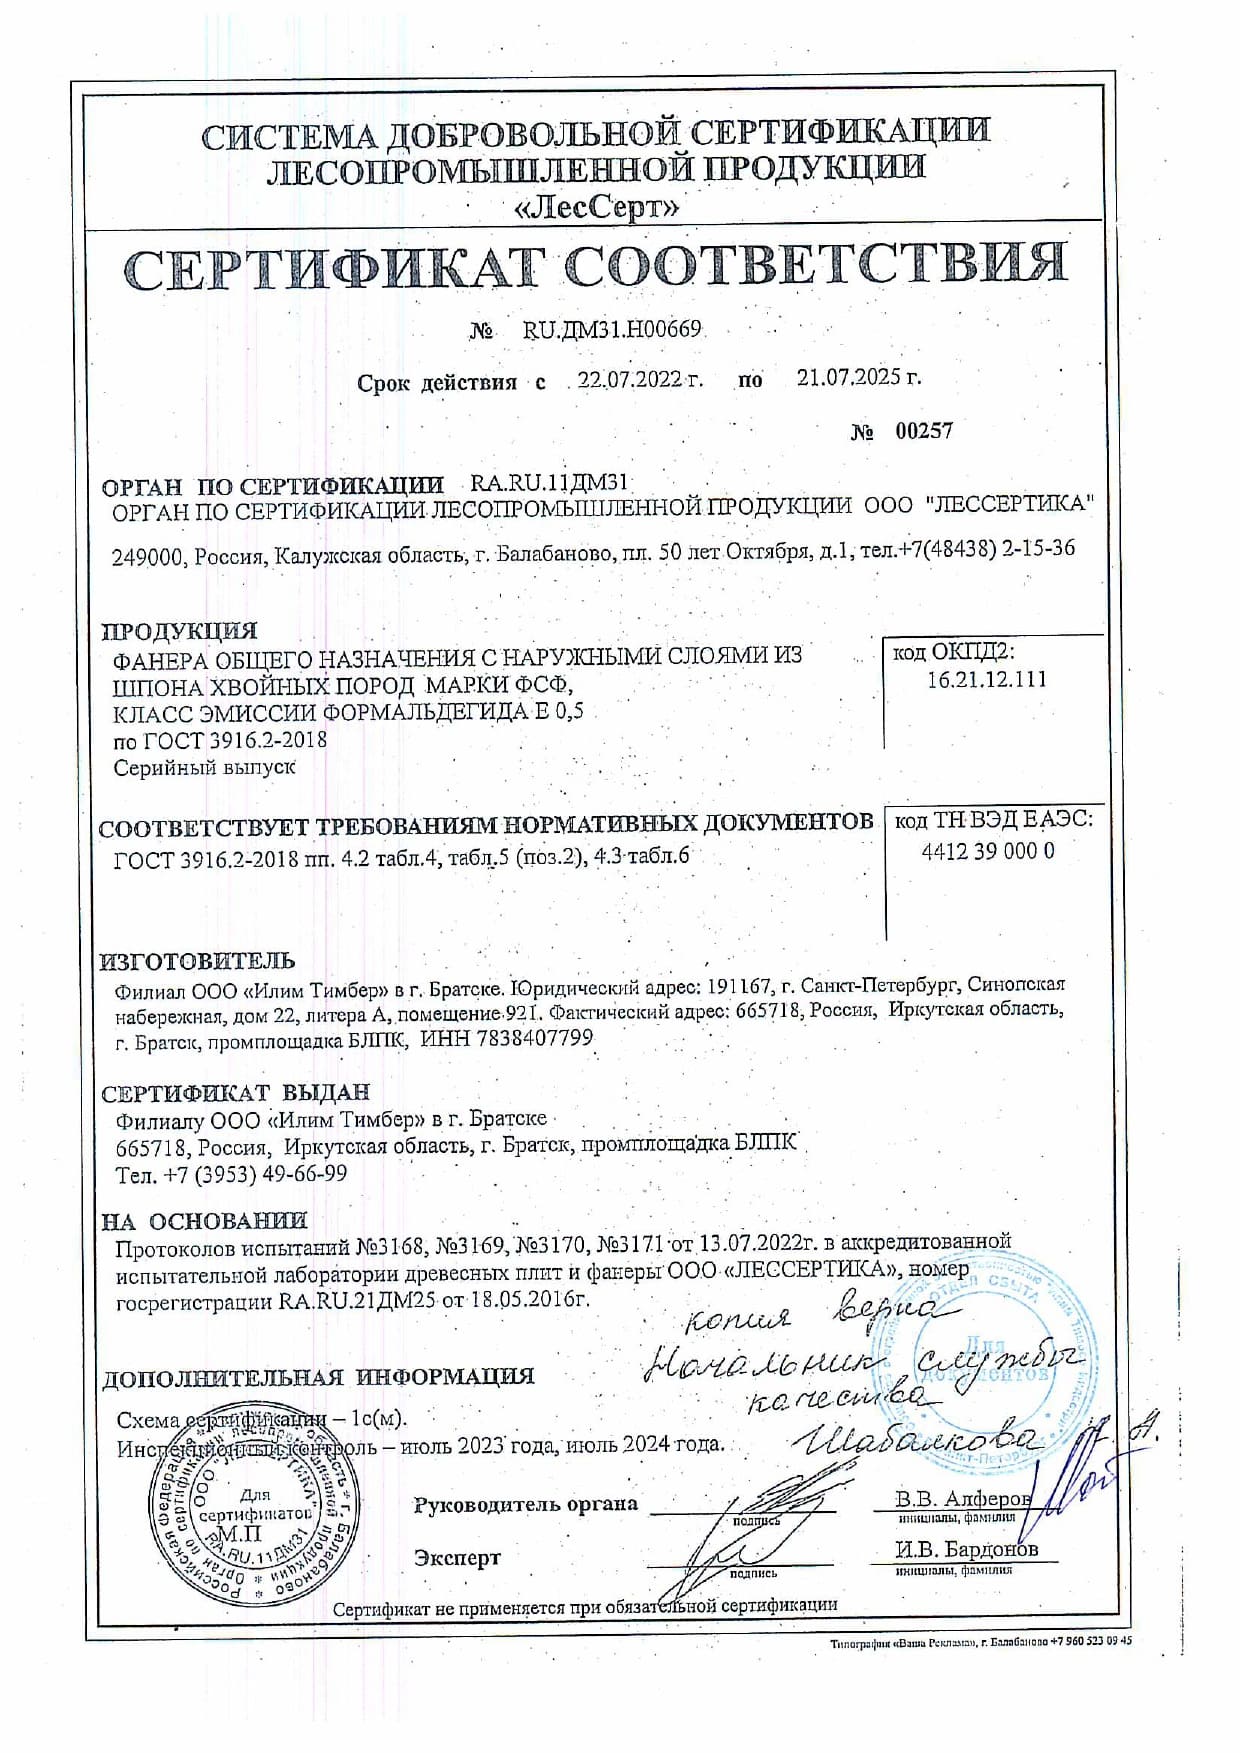 СИСТЕМА ДОБРОВОЛЬНОЙ СЕРТИФИКАЦИИ
ЛЕСОПРОМЫШЛЕННОЙ ПРОДУКЦИИ
«ЛесСерт»
СЕРТИФИКАТ СООТВЕТСТВИЯ
№ RU.ДМ31.Н00669
Срок действия с 22.07.2022 г. по 21.07.2025 г.
№ 00257
ОРГАН ПО СЕРТИФИКАЦИИ RA.RU.11ДМ31
ОРГАН ПО СЕРТИФИКАЦИИ ЛЕСОПРОМЫШЛЕННОЙ ПРОДУКЦИИ ООО "ЛЕССЕРТИКА"
249000, Россия, Калужская область, г. Балабаново, пл. 50 лет Октября, д.1, тел.+7(48438) 2-15-36
ПРОДУКЦИЯ
ФАНЕРА ОБЩЕГО НАЗНАЧЕНИЯ С НАРУЖНЫМИ СЛОЯМИ ИЗ
ШПОНА ХВОЙНЫХ ПОРОД МАРКИ ФСФ,
КЛАСС ЭМИССИИ ФОРМАЛЬДЕГИДА Е 0,5
по ГОСТ 3916.2-2018
Серийный выпуск
код ОКПД2:
16.21.12.111
СООТВЕТСТВУЕТ ТРЕБОВАНИЯМ НОРМАТИВНЫХ ДОКУМЕНТОВ
ГОСТ 3916.2-2018 пп. 4.2 табл.4, табл.5 (поз.2), 4.3 табл.6
код ТН ВЭД ЕАЭС:
4412 39 000 0
ИЗГОТОВИТЕЛЬ
Филиал ООО «Илим Тимбер» в г. Братске. Юридический адрес: 191167, г. Санкт-Петербург, Синопская
набережная, дом 22, литера А, помещение 921. Фактический адрес: 665718, Россия, Иркутская область,
г. Братск, промплощадка БЛПК, ИНН 7838407799
СЕРТИФИКАТ ВЫДАН
Филиалу ООО «Илим Тимбер» в г. Братске
665718, Россия, Иркутская область, г. Братск, промплощадка БЛПК
Тел. +7 (3953) 49-66-99
НА ОСНОВАНИИ
Протоколов испытаний №3168, №3169, №3170, №3171 от 13.07.2022г. в аккредитованной
испытательной лаборатории древесных плит и фанеры ООО «ЛЕССЕРТИКА», номер
госрегистрации RA.RU.21ДМ25 от 18.05.2016г.
копия верна
Начальник службы
качества
Шабалкова Н. А.
ОТДЕЛ СБЫТА
Для
документов
ДОПОЛНИТЕЛЬНАЯ ИНФОРМАЦИЯ
Схема сертификации – 1с(м).
Инспекционный контроль – июль 2023 года, июль 2024 года.
Российская Федерация * Калужская область * г. Балабаново *
Орган по сертификации лесопромышленной продукции *
ООО "ЛЕССЕРТИКА"
Для
сертификатов
М.П
RA.RU.11ДМ31
Руководитель органа
подпись
В.В. Алферов
инициалы, фамилия
Эксперт
подпись
И.В. Бардонов
инициалы, фамилия
Сертификат не применяется при обязательной сертификации
Типография «Ваша Реклама», г. Балабаново +7 960 523 09 45